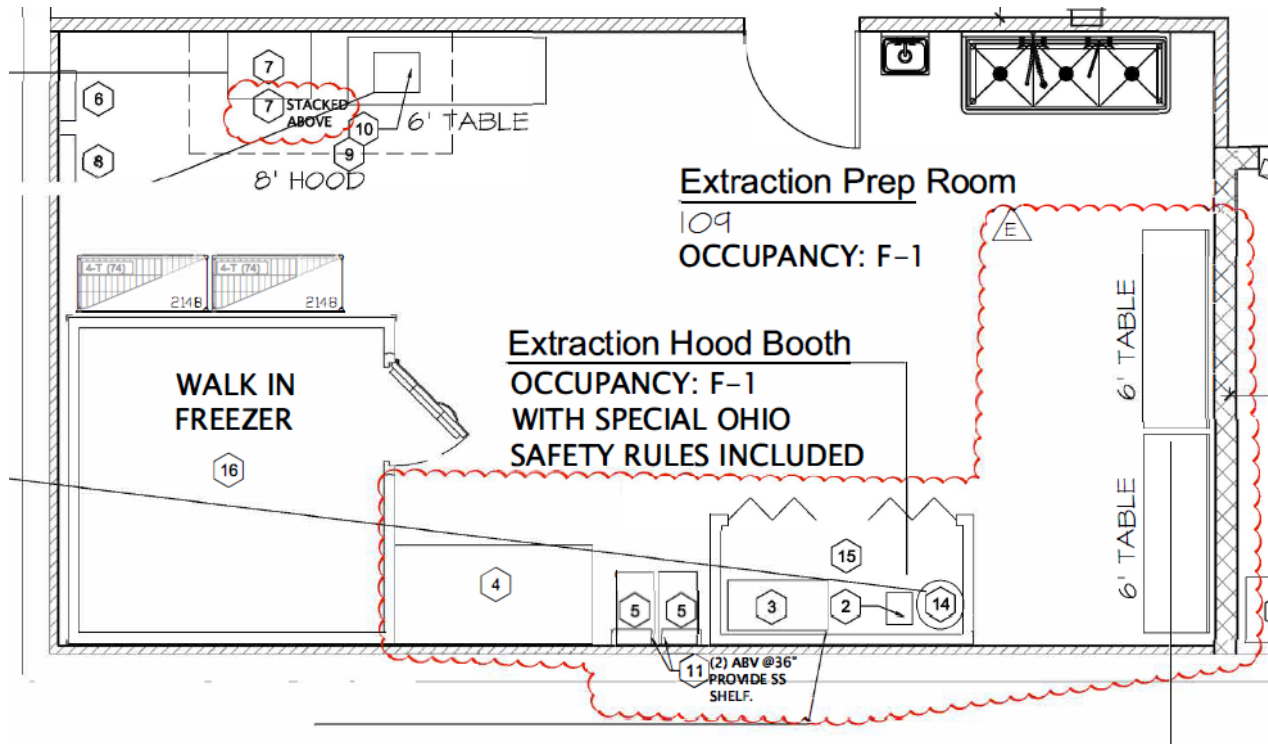 7
6
7
STACKED
ABOVE
10
6' TABLE
9
8
8' HOOD
Extraction Prep Room
109
OCCUPANCY: F-1
E
4-T (74)
4-T (74)
2148
2148
6' TABLE
Extraction Hood Booth
OCCUPANCY: F-1
WITH SPECIAL OHIO
SAFETY RULES INCLUDED
WALK IN
FREEZER
16
6' TABLE
15
4
5
5
3
2
14
11
(2) ABV @36"
PROVIDE SS
SHELF.